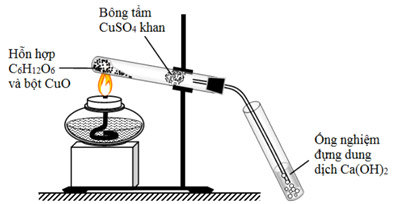 Bông tẩm
CuSO₄ khan
Hỗn hợp
C₆H₁₂O₆
và bột CuO
Ống nghiệm
đựng dung
dịch Ca(OH)₂